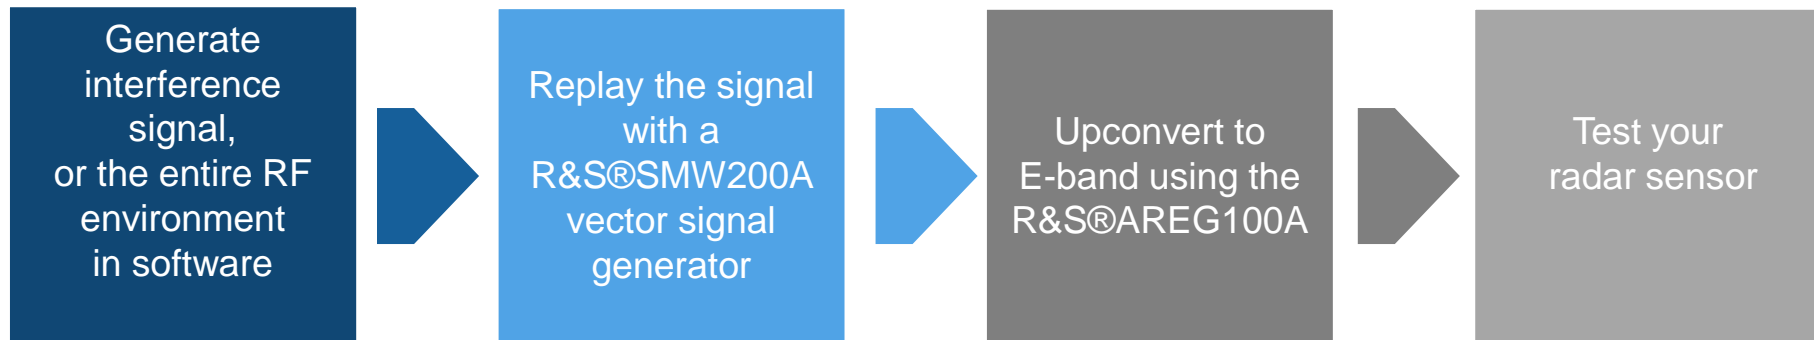 Generate
interference
signal,
or the entire RF
environment
in software
Replay the signal
with a
R&S®SMW200A
vector signal
generator
Upconvert to
E-band using the
R&S®AREG100A
Test your
radar sensor